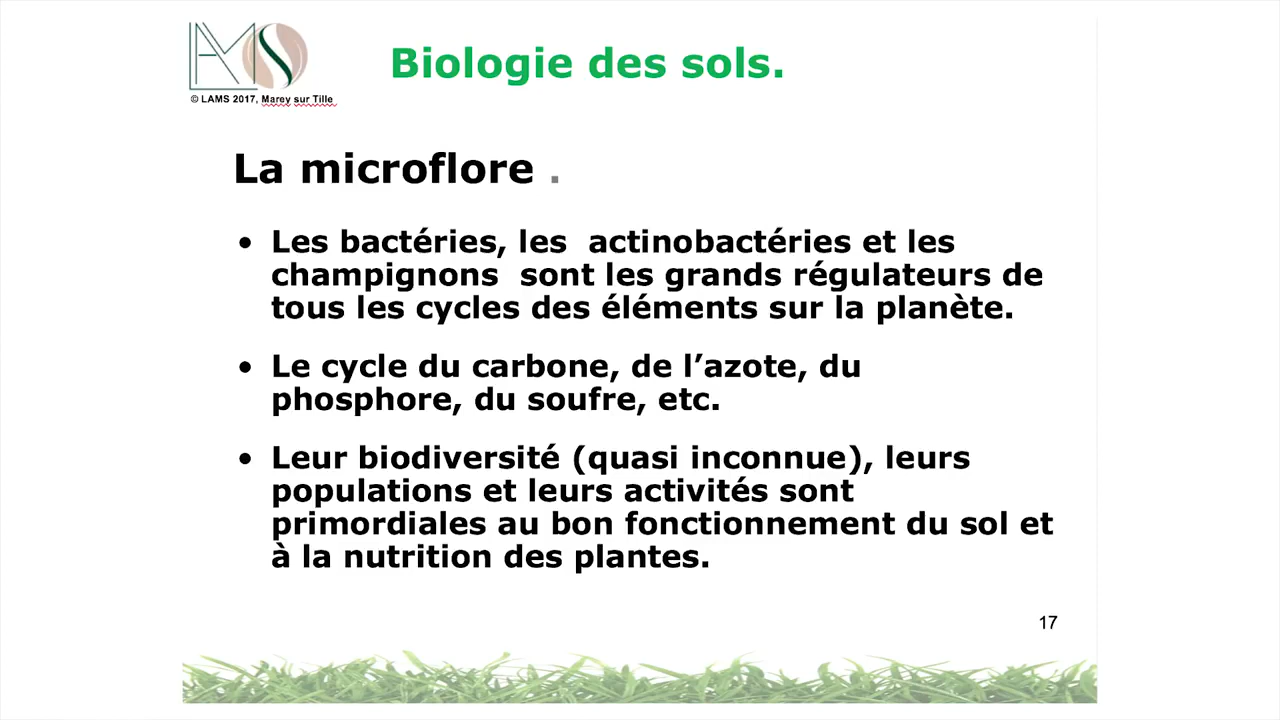 LAMS
© LAMS 2017, Marey sur Tille
Biologie des sols.
La microflore .
• Les bactéries, les actinobactéries et les
champignons sont les grands régulateurs de
tous les cycles des éléments sur la planète.
• Le cycle du carbone, de l’azote, du
phosphore, du soufre, etc.
• Leur biodiversité (quasi inconnue), leurs
populations et leurs activités sont
primordiales au bon fonctionnement du sol et
à la nutrition des plantes.
17